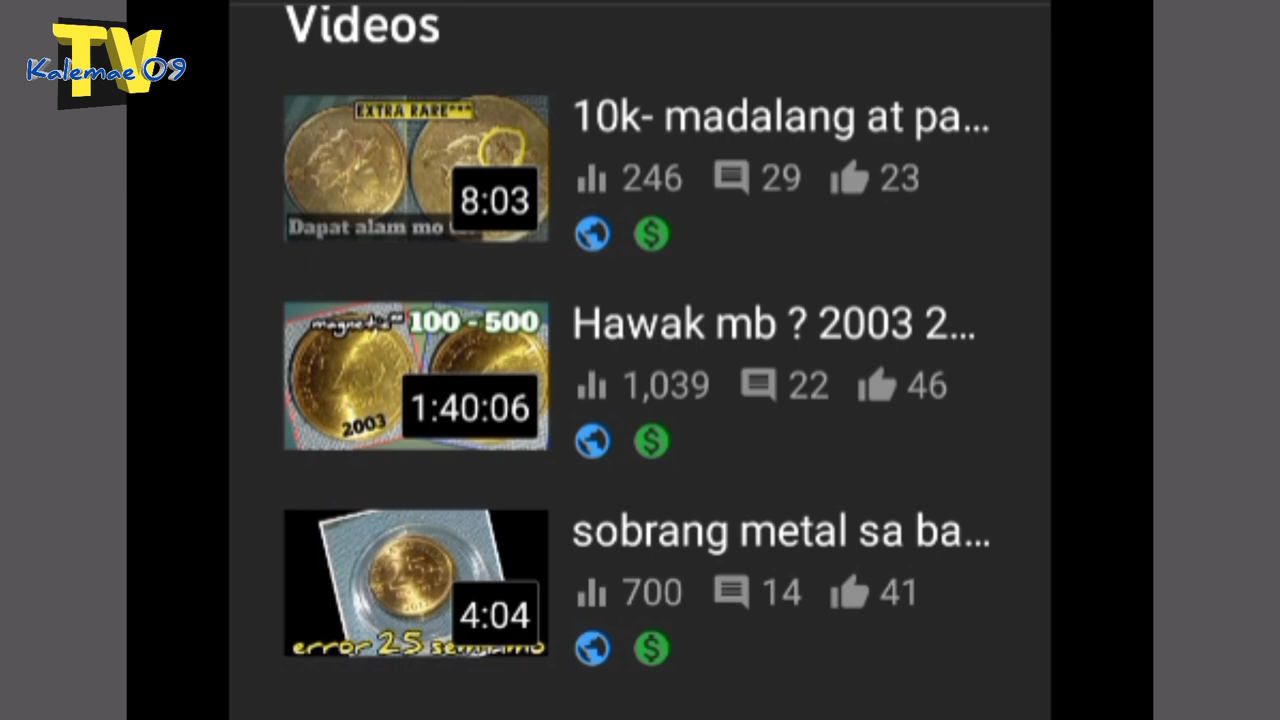 TV
Kalemae 09
Videos
EXTRA RARE***
8:03
Dapat alam mo
10k- madalang at pa...
246 29 23
magnetic** 100 - 500
1:40:06
2003
Hawak mb ? 2003 2...
1,039 22 46
4:04
error 25 sentimo
sobrang metal sa ba...
700 14 41